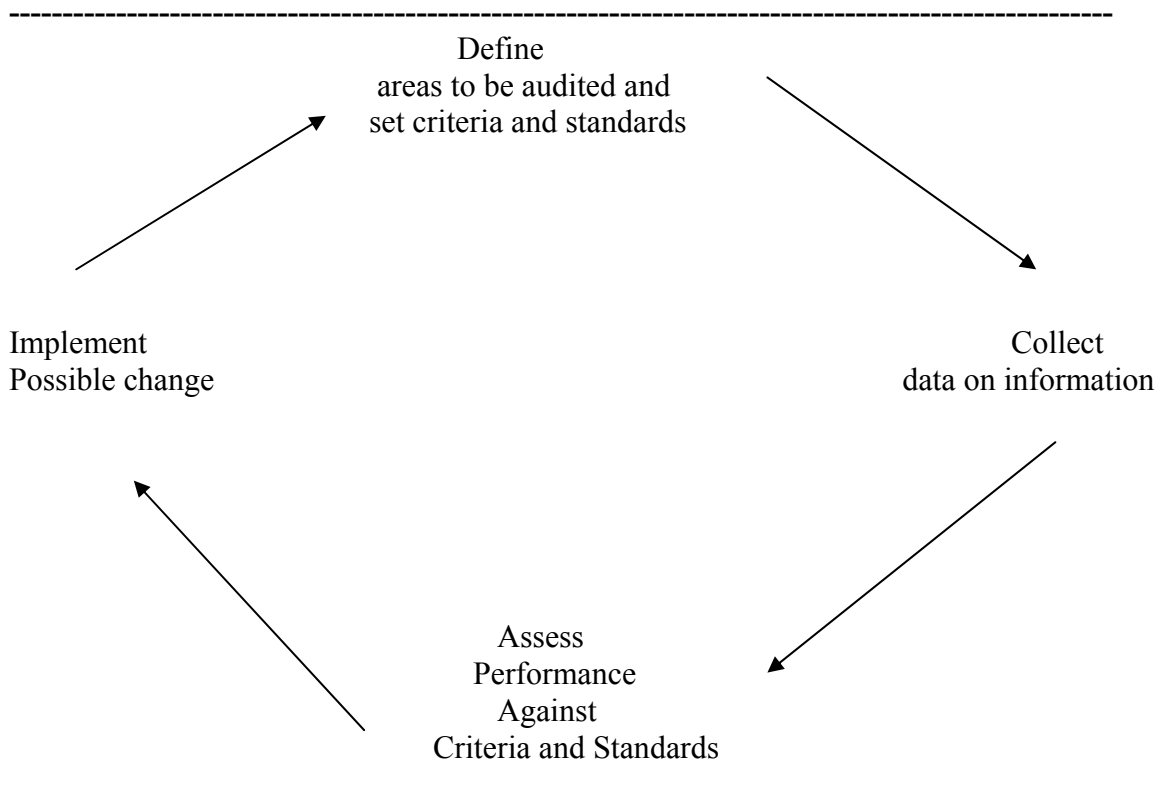 Define
areas to be audited and
set criteria and standards
Implement
Possible change
Collect
data on information
Assess
Performance
Against
Criteria and Standards